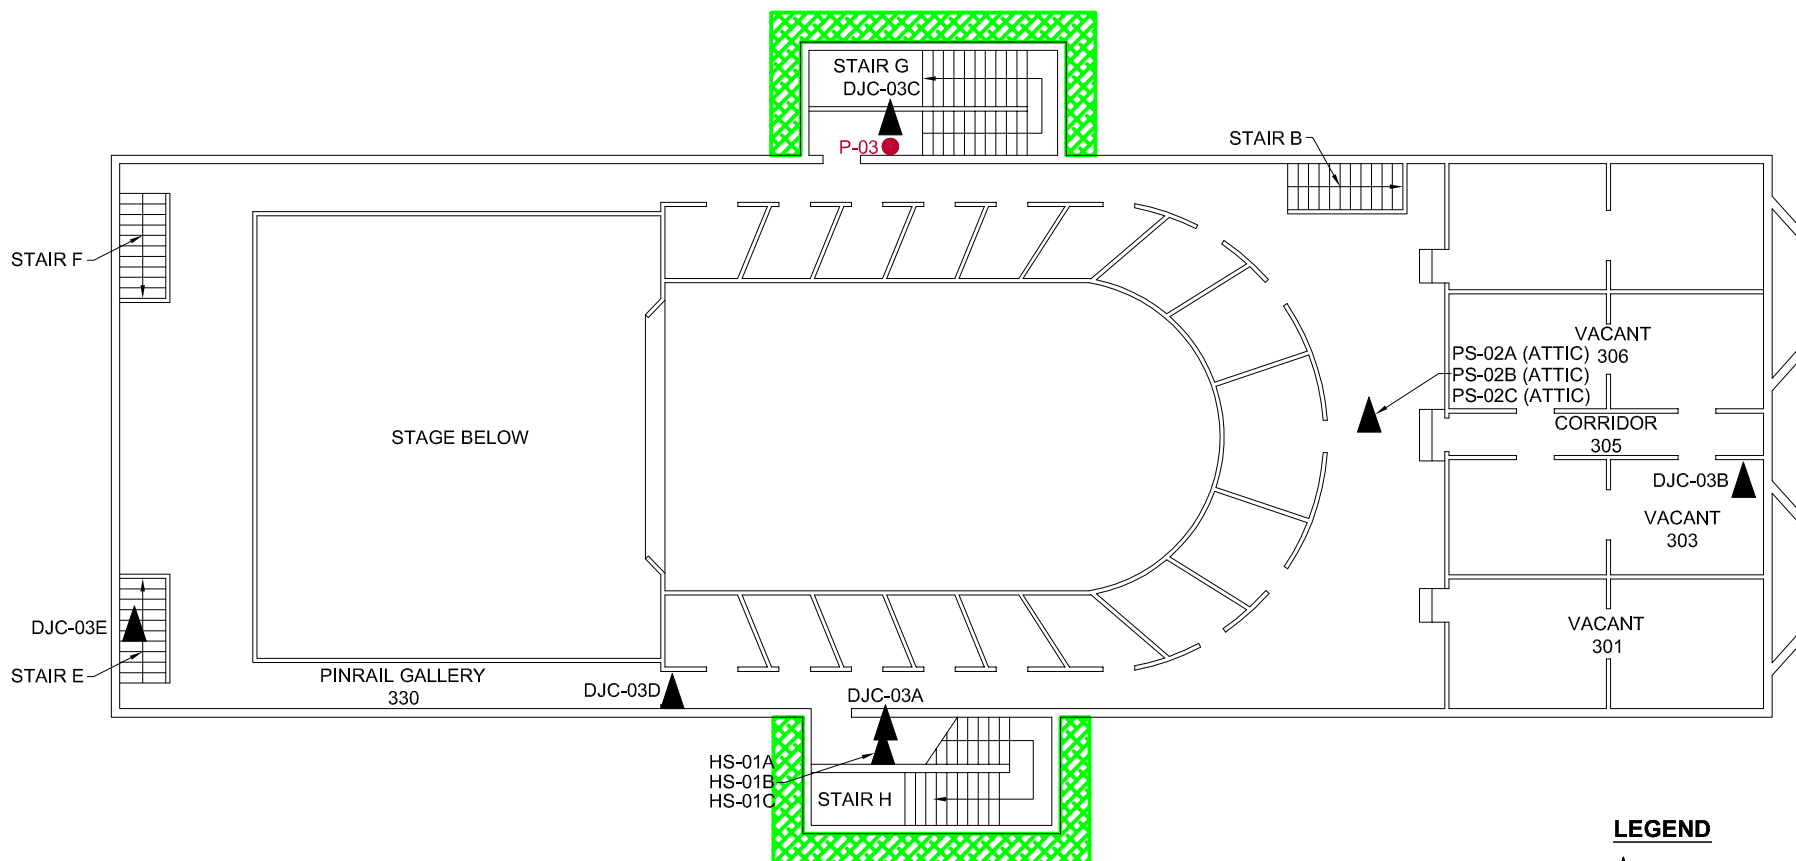 STAIR G
DJC-03C
P-03
STAIR B
STAIR F
VACANT
306
PS-02A (ATTIC)
PS-02B (ATTIC)
PS-02C (ATTIC)
CORRIDOR
305
STAGE BELOW
DJC-03B
VACANT
303
DJC-03E
VACANT
301
STAIR E
PINRAIL GALLERY
330
DJC-03D
DJC-03A
HS-01A
HS-01B
HS-01C
STAIR H
LEGEND